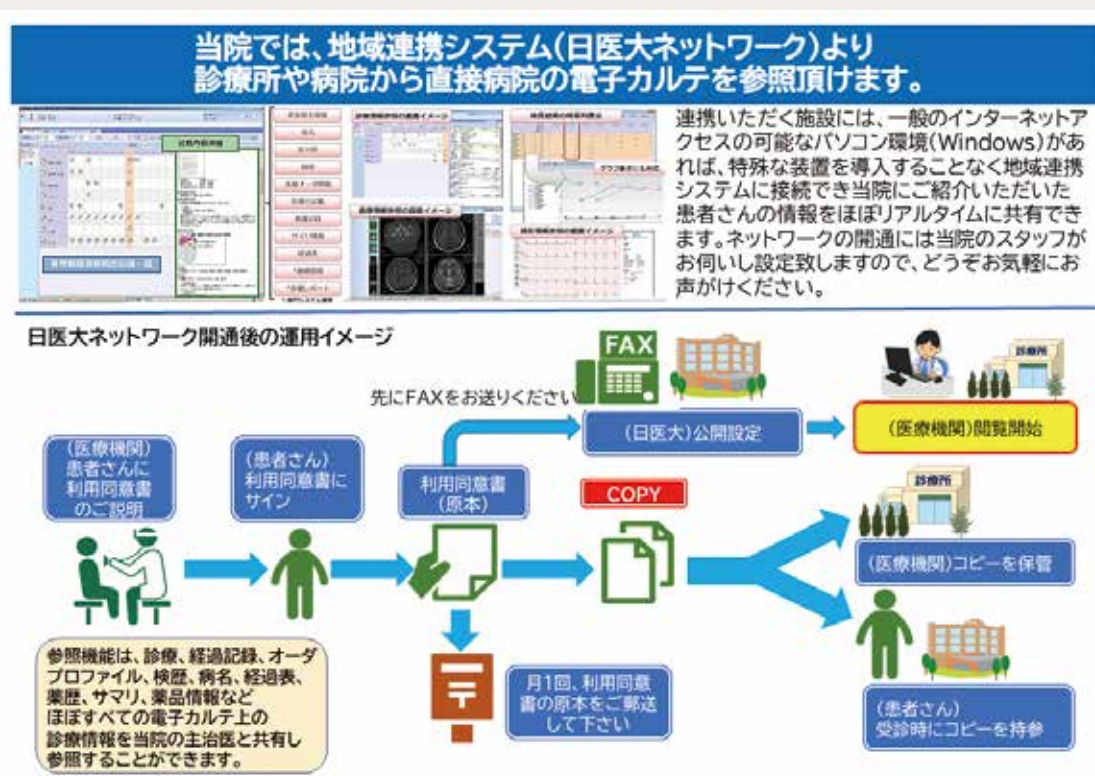 当院では、地域連携システム(日医大ネットワーク)より
診療所や病院から直接病院の電子カルテを参照頂けます。
連携いただく施設には、一般のインターネットア
クセスの可能なパソコン環境(Windows)があ
れば、特殊な装置を導入することなく地域連携
システムに接続でき当院にご紹介いただいた
患者さんの情報をほぼリアルタイムに共有でき
ます。ネットワークの開通には当院のスタッフが
お伺いし設定致しますので、どうぞお気軽にお
声がけください。
日医大ネットワーク開通後の運用イメージ
先にFAXをお送りください
FAX
(日医大)公開設定
診療所
(医療機関)閲覧開始
(医療機関)
患者さんに
利用同意書
のご説明
(患者さん)
利用同意書に
サイン
利用同意書
(原本)
COPY
診療所
(医療機関)コピーを保管
(患者さん)
受診時にコピーを持参
月1回、利用同意
書の原本をご郵送
して下さい
参照機能は、診療、経過記録、オーダ
プロファイル、検歴、病名、経過表、
薬歴、サマリ、薬品情報など
ほぼすべての電子カルテ上の
診療情報を当院の主治医と共有し
参照することができます。